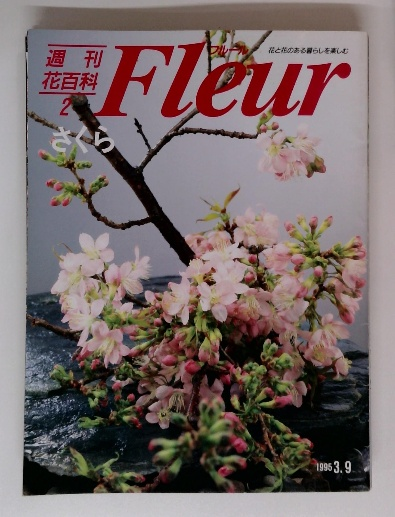 週刊
花百科
Fleur
フルール
花と花のある暮らしを楽しむ
2
さくら
1995 3.9